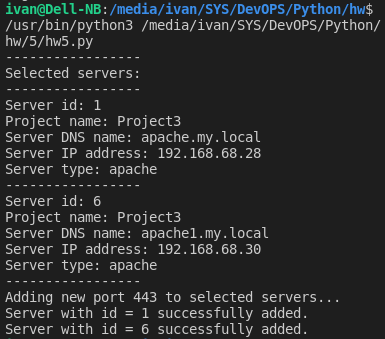 ivan@Dell-NB:/media/ivan/SYS/DevOPS/Python/hw$
/usr/bin/python3 /media/ivan/SYS/DevOPS/Python/
hw/5/hw5.py
-----------------
Selected servers:
-----------------
Server id: 1
Project name: Project3
Server DNS name: apache.my.local
Server IP address: 192.168.68.28
Server type: apache
-----------------
Server id: 6
Project name: Project3
Server DNS name: apache1.my.local
Server IP address: 192.168.68.30
Server type: apache
-----------------
Adding new port 443 to selected servers...
Server with id = 1 successfully added.
Server with id = 6 successfully added.